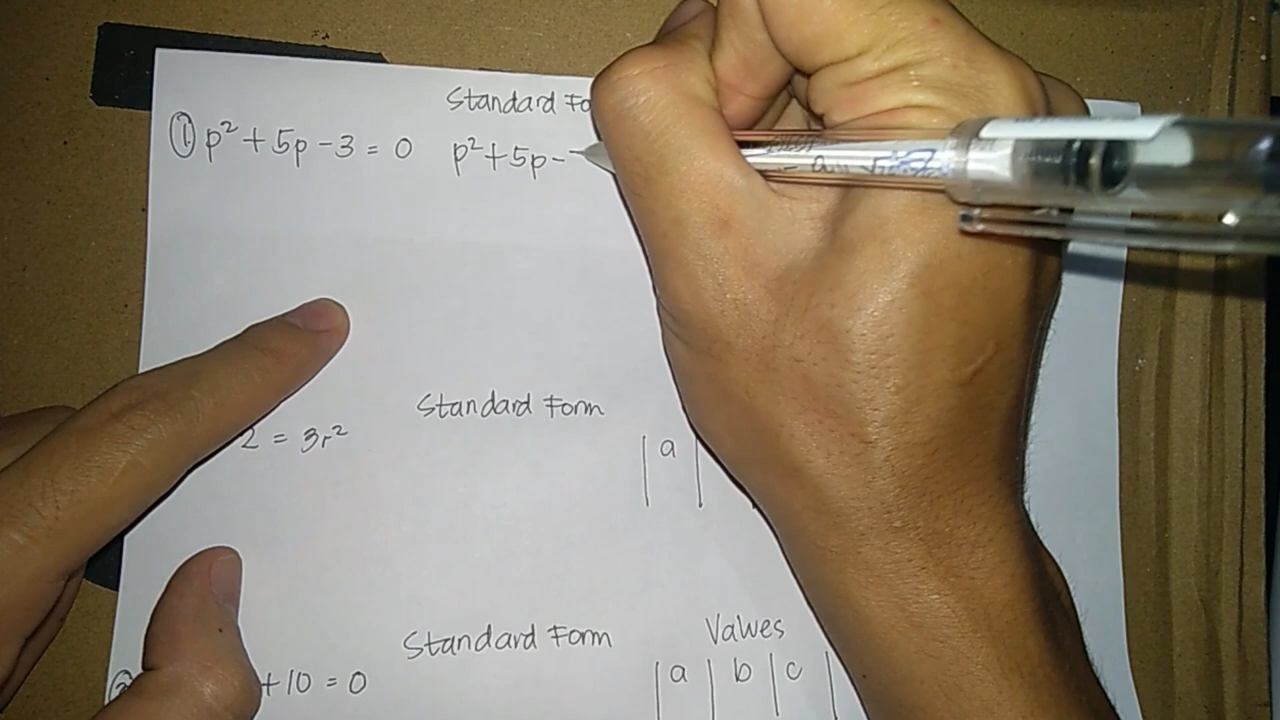 Standard Fo
① p² + 5p - 3 = 0 p² + 5p -
Standard Form
2 = 3r²
a
Standard Form Values
+ 10 = 0 a b c